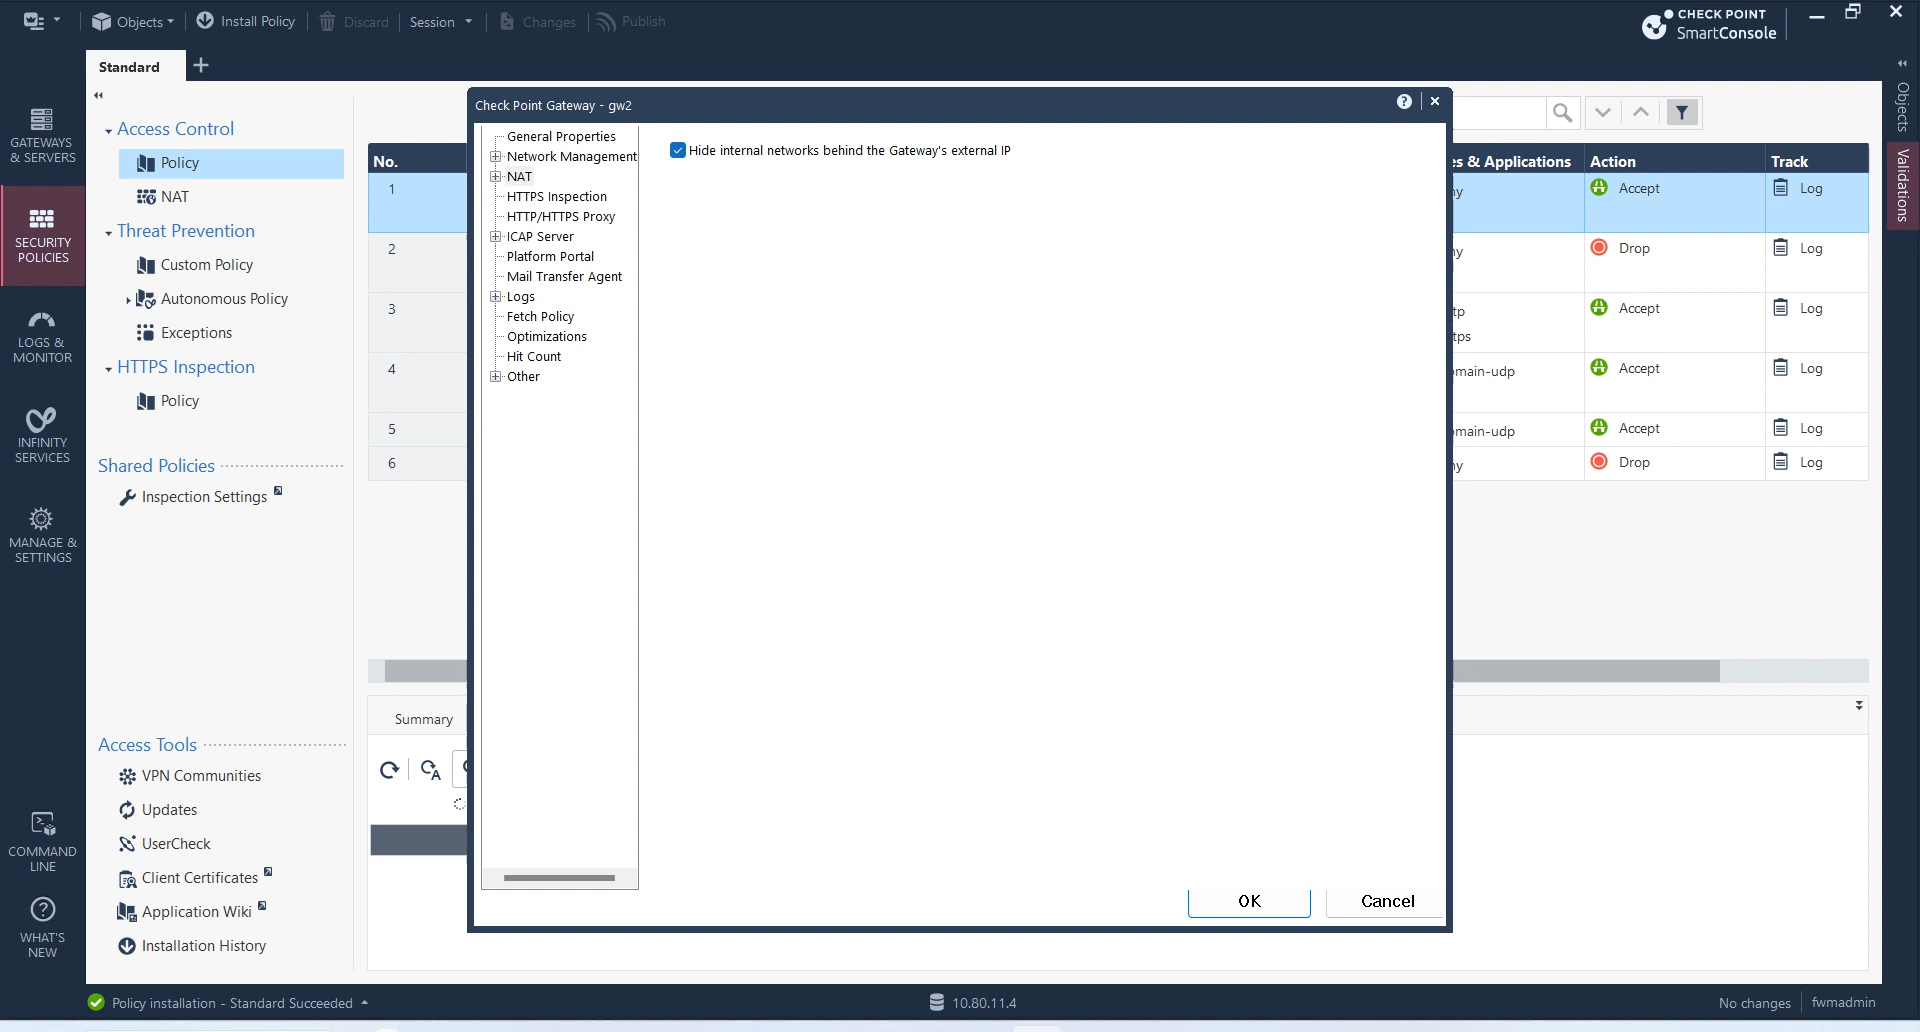 Objects
Install Policy
Discard
Session
Changes
Publish
CHECK POINT
SmartConsole
Standard
GATEWAYS
& SERVERS
SECURITY
POLICIES
LOGS &
MONITOR
INFINITY
SERVICES
MANAGE &
SETTINGS
COMMAND
LINE
WHAT'S
NEW
Access Control
Policy
NAT
Threat Prevention
Custom Policy
Autonomous Policy
Exceptions
HTTPS Inspection
Policy
Shared Policies
Inspection Settings
Access Tools
VPN Communities
Updates
UserCheck
Client Certificates
Application Wiki
Installation History
No.
1
2
3
4
5
6
Summary
Check Point Gateway - gw2
General Properties
Network Management
NAT
HTTPS Inspection
HTTP/HTTPS Proxy
ICAP Server
Platform Portal
Mail Transfer Agent
Logs
Fetch Policy
Optimizations
Hit Count
Other
Hide internal networks behind the Gateway's external IP
OK
Cancel
es & Applications
Action
Track
ny
Accept
Log
ny
Drop
Log
tp
tps
Accept
Log
main-udp
Accept
Log
main-udp
Accept
Log
ny
Drop
Log
Objects
Validations
Policy installation - Standard Succeeded
10.80.11.4
No changes
fwmadmin